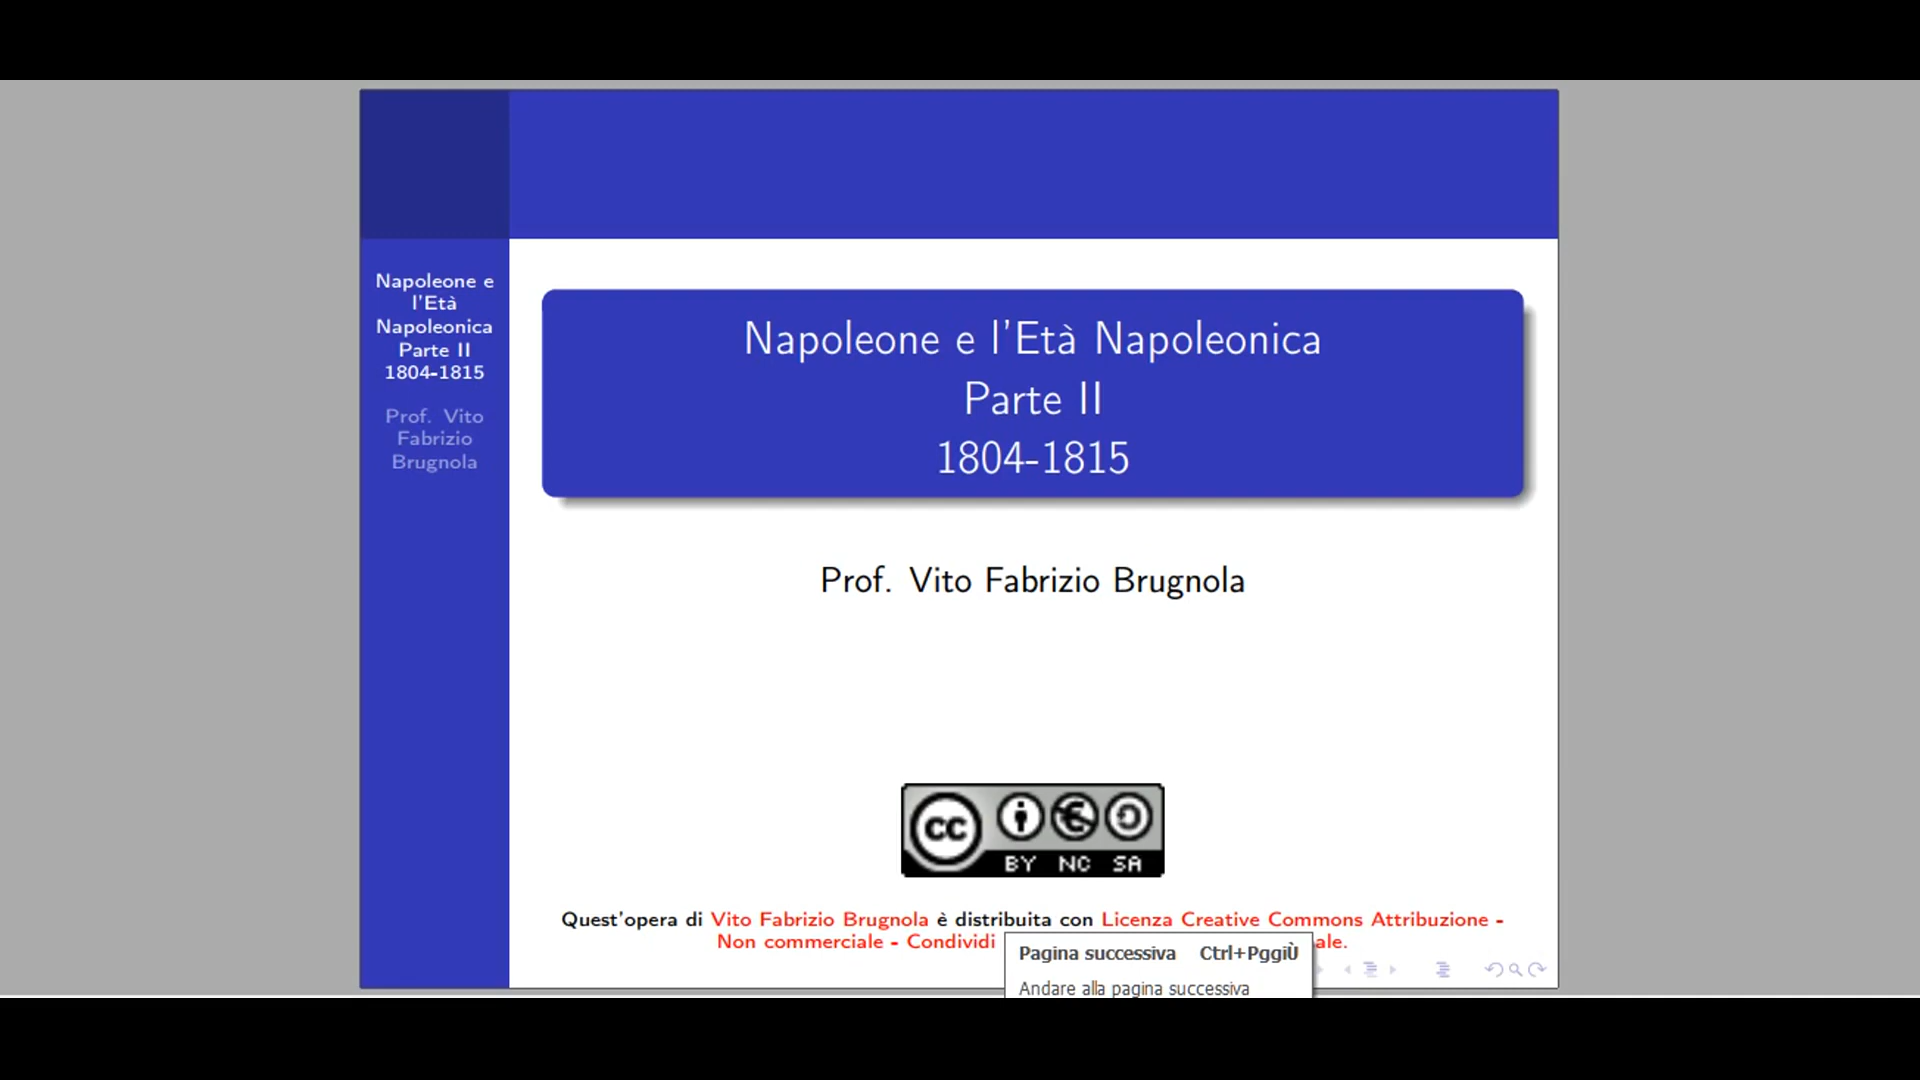 Napoleone e
l'Età
Napoleonica
Parte II
1804-1815
Prof. Vito
Fabrizio
Brugnola
Napoleone e l'Età Napoleonica
Parte II
1804-1815
Prof. Vito Fabrizio Brugnola
cc
BY NC SA
Quest'opera di Vito Fabrizio Brugnola è distribuita con Licenza Creative Commons Attribuzione -
Non commerciale - Condividi ale.
Pagina successiva Ctrl+PggiÙ
Andare alla pagina successiva